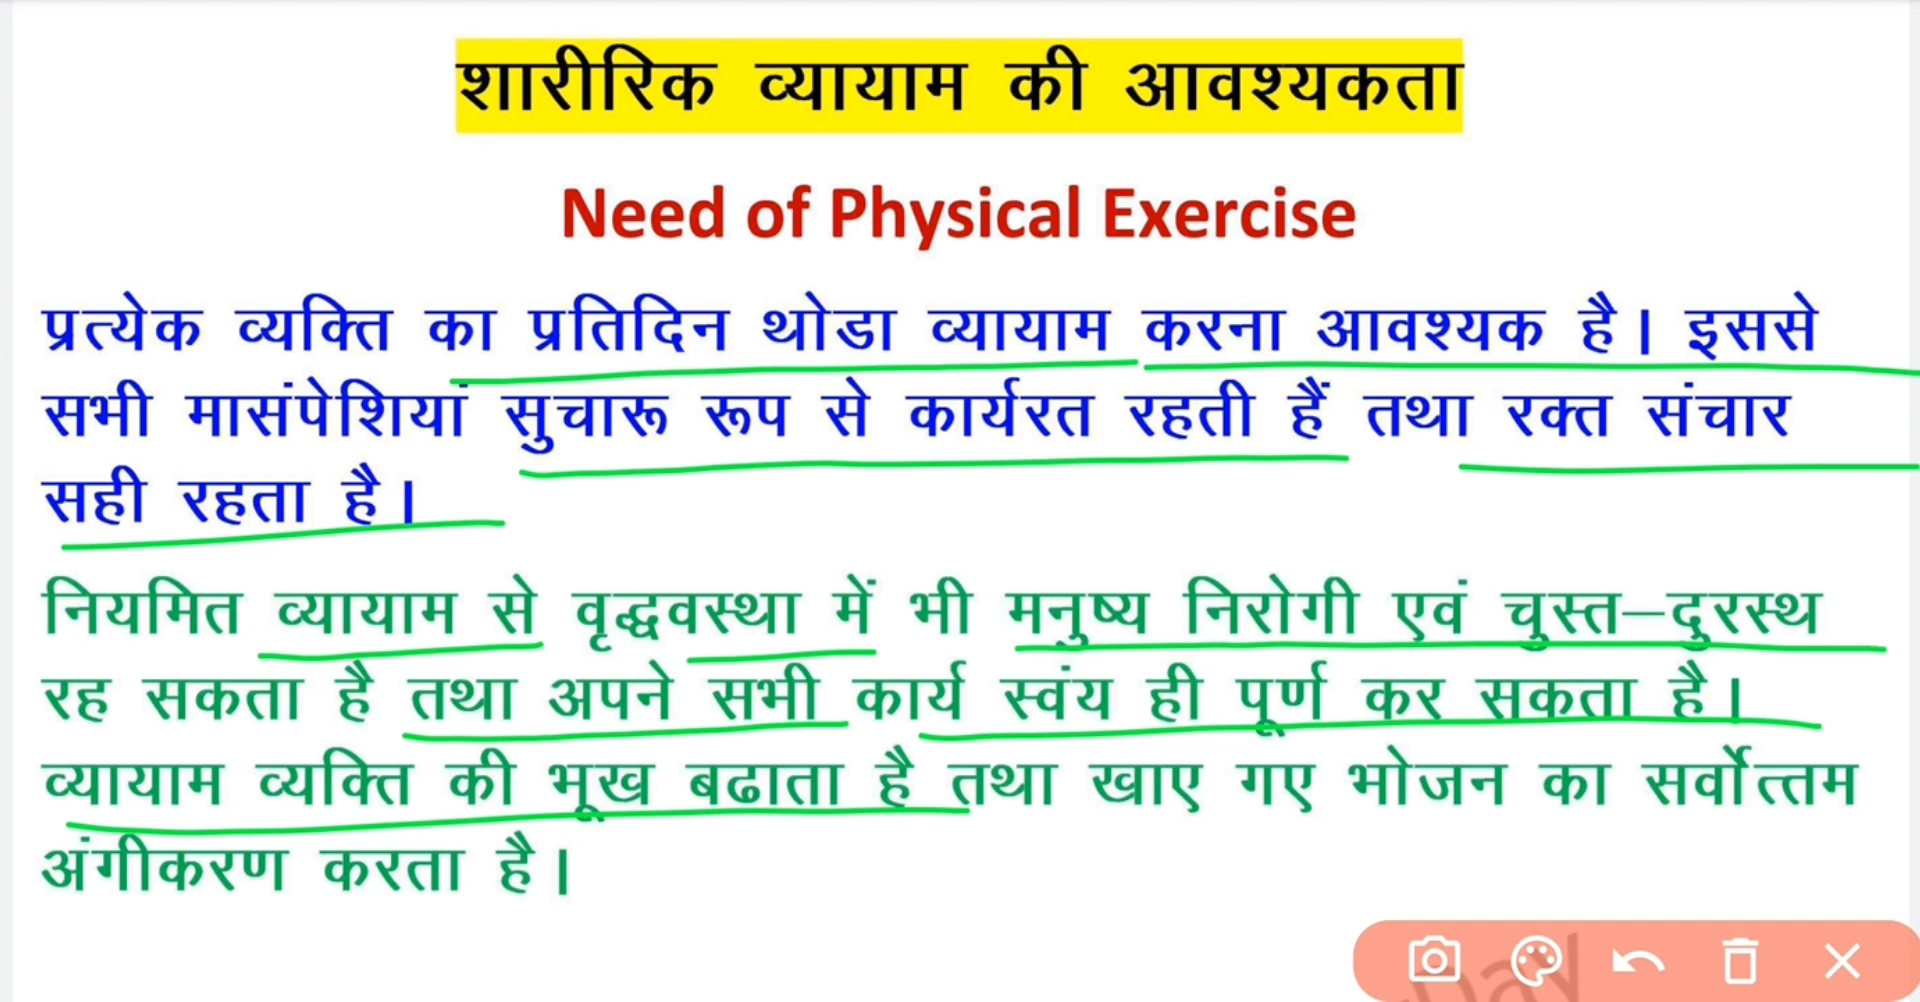 शारीरिक व्यायाम की आवश्यकता
Need of Physical Exercise
प्रत्येक व्यक्ति का प्रतिदिन थोडा व्यायाम करना आवश्यक है। इससे
सभी मासंपेशियां सुचारू रूप से कार्यरत रहती हैं तथा रक्त संचार
सही रहता है।
नियमित व्यायाम से वृद्धवस्था में भी मनुष्य निरोगी एवं चुस्त–दुरस्थ
रह सकता है तथा अपने सभी कार्य स्वंय ही पूर्ण कर सकता है।
व्यायाम व्यक्ति की भूख बढाता है तथा खाए गए भोजन का सर्वोत्तम
अंगीकरण करता है।